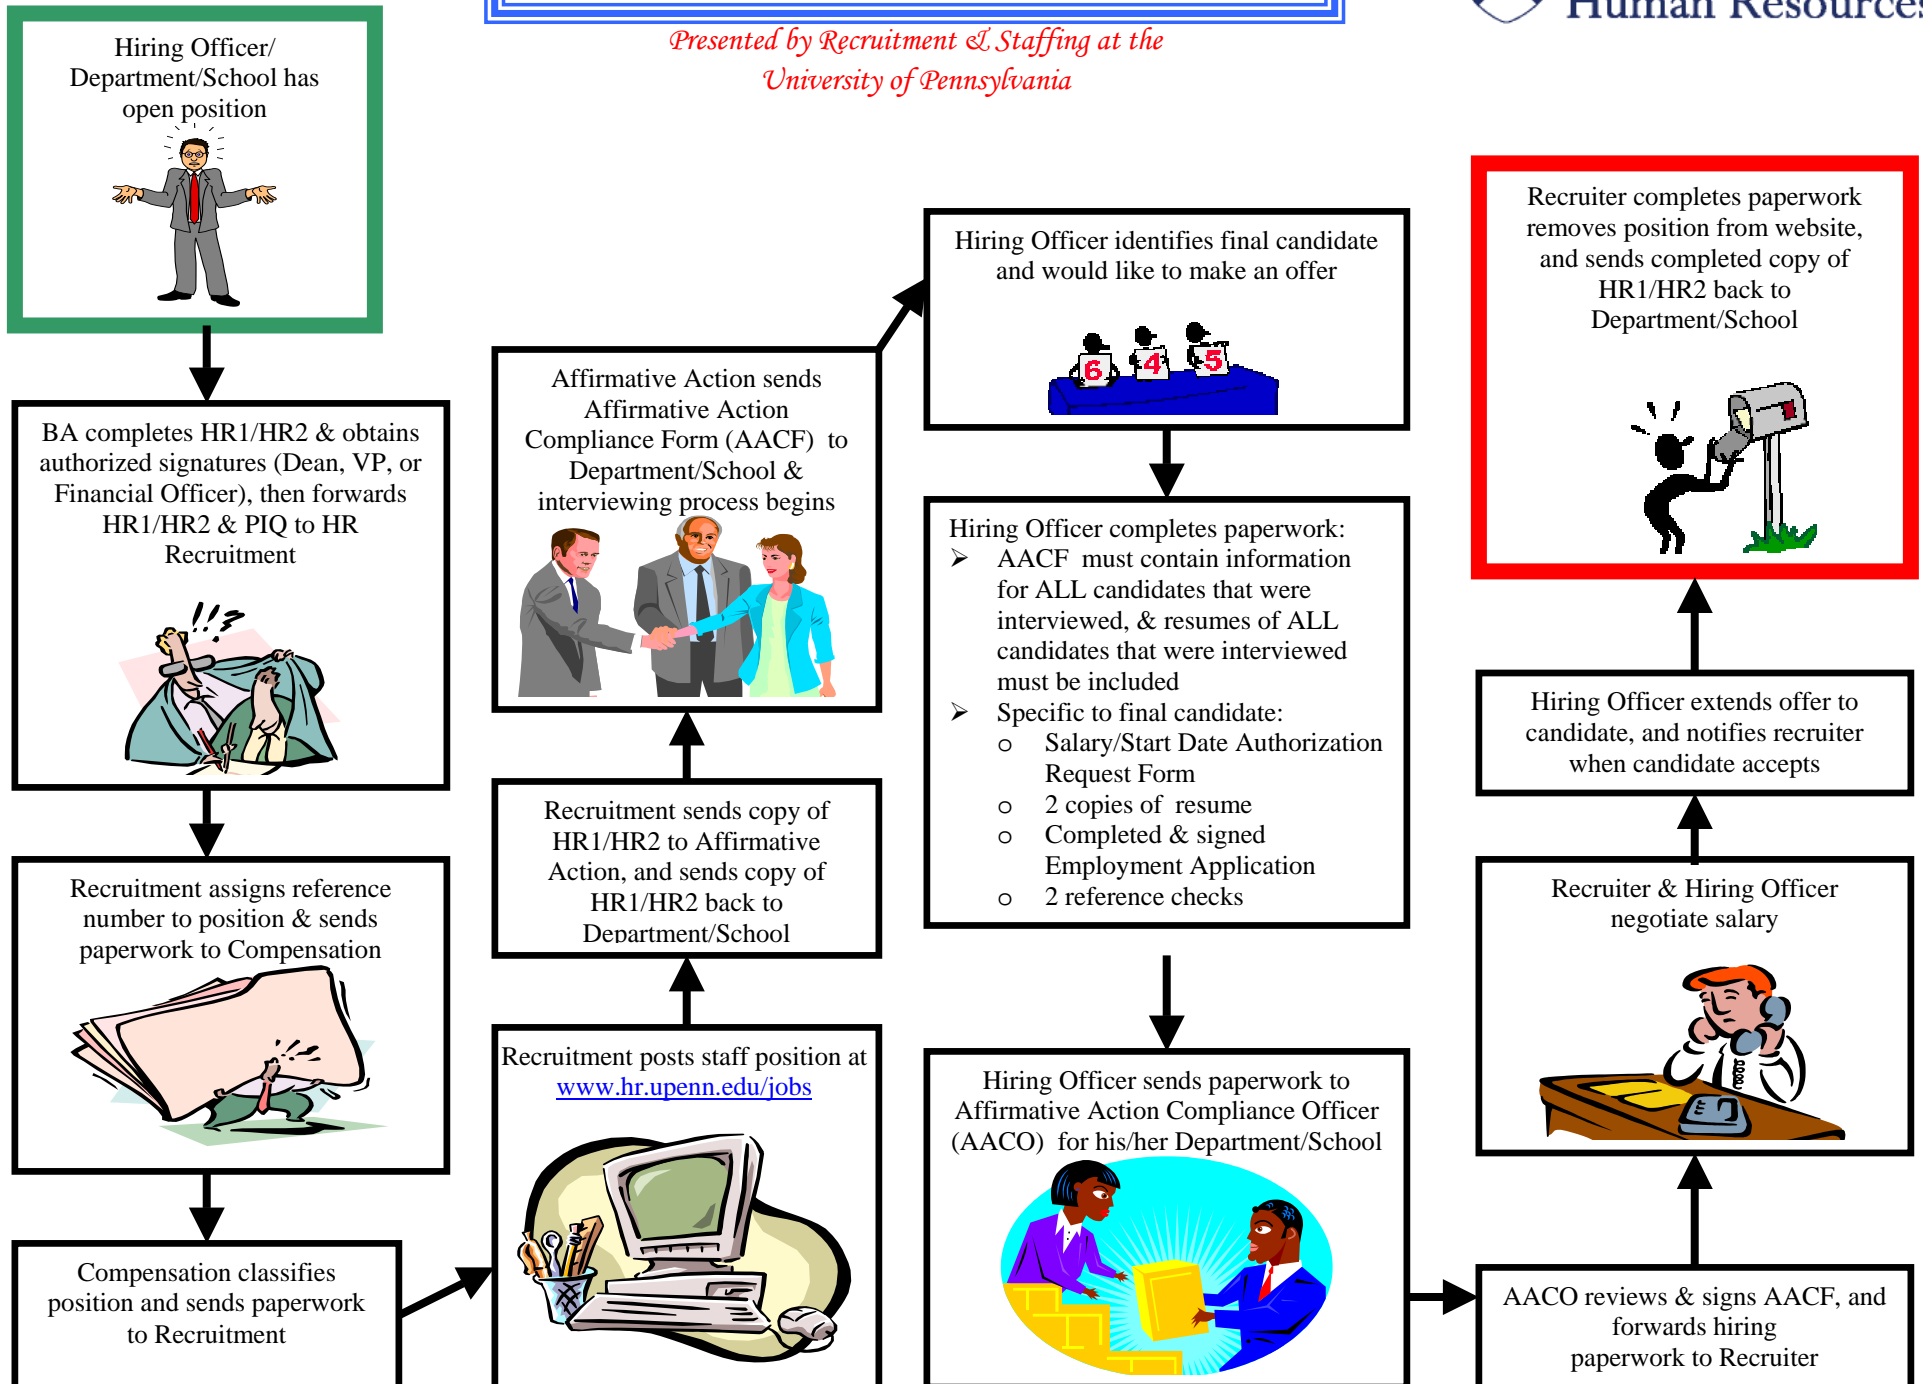 Human Resources
Presented by Recruitment & Staffing at the
University of Pennsylvania
Hiring Officer/
Department/School has
open position
BA completes HR1/HR2 & obtains
authorized signatures (Dean, VP, or
Financial Officer), then forwards
HR1/HR2 & PIQ to HR
Recruitment
!!?
Recruitment assigns reference
number to position & sends
paperwork to Compensation
Compensation classifies
position and sends paperwork
to Recruitment
Recruitment posts staff position at
www.hr.upenn.edu/jobs
Recruitment sends copy of
HR1/HR2 to Affirmative
Action, and sends copy of
HR1/HR2 back to
Department/School
Affirmative Action sends
Affirmative Action
Compliance Form (AACF) to
Department/School &
interviewing process begins
Hiring Officer identifies final candidate
and would like to make an offer
6 4 5
Hiring Officer completes paperwork:
➢ AACF must contain information
for ALL candidates that were
interviewed, & resumes of ALL
candidates that were interviewed
must be included
➢ Specific to final candidate:
o Salary/Start Date Authorization
Request Form
o 2 copies of resume
o Completed & signed
Employment Application
o 2 reference checks
Hiring Officer sends paperwork to
Affirmative Action Compliance Officer
(AACO) for his/her Department/School
AACO reviews & signs AACF, and
forwards hiring
paperwork to Recruiter
Recruiter & Hiring Officer
negotiate salary
Hiring Officer extends offer to
candidate, and notifies recruiter
when candidate accepts
Recruiter completes paperwork
removes position from website,
and sends completed copy of
HR1/HR2 back to
Department/School